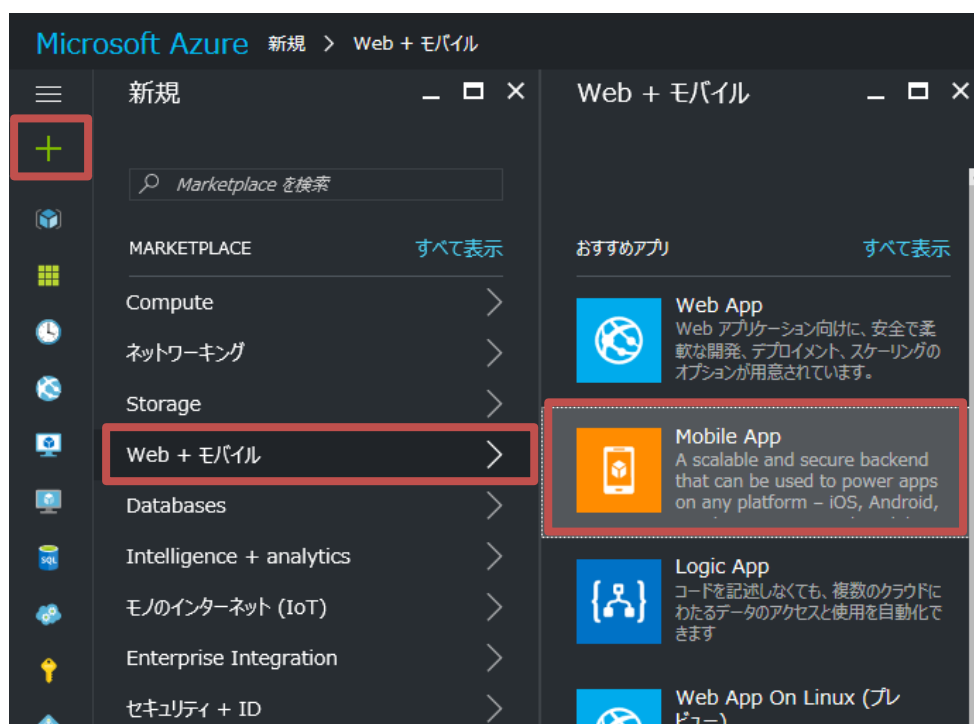 Microsoft Azure 新規 > Web + モバイル
新規
Marketplace を検索
MARKETPLACE すべて表示
Compute
ネットワーキング
Storage
Web + モバイル
Databases
Intelligence + analytics
モノのインターネット (IoT)
Enterprise Integration
セキュリティ + ID
Web + モバイル
おすすめアプリ すべて表示
Web App
Web アプリケーション向けに、安全で柔
軟な開発、デプロイメント、スケーリングの
オプションが用意されています。
Mobile App
A scalable and secure backend
that can be used to power apps
on any platform – iOS, Android,
Logic App
コードを記述しなくても、複数のクラウドに
わたるデータのアクセスと使用を自動化で
きます
Web App On Linux (プレ
ビュー)
SQL